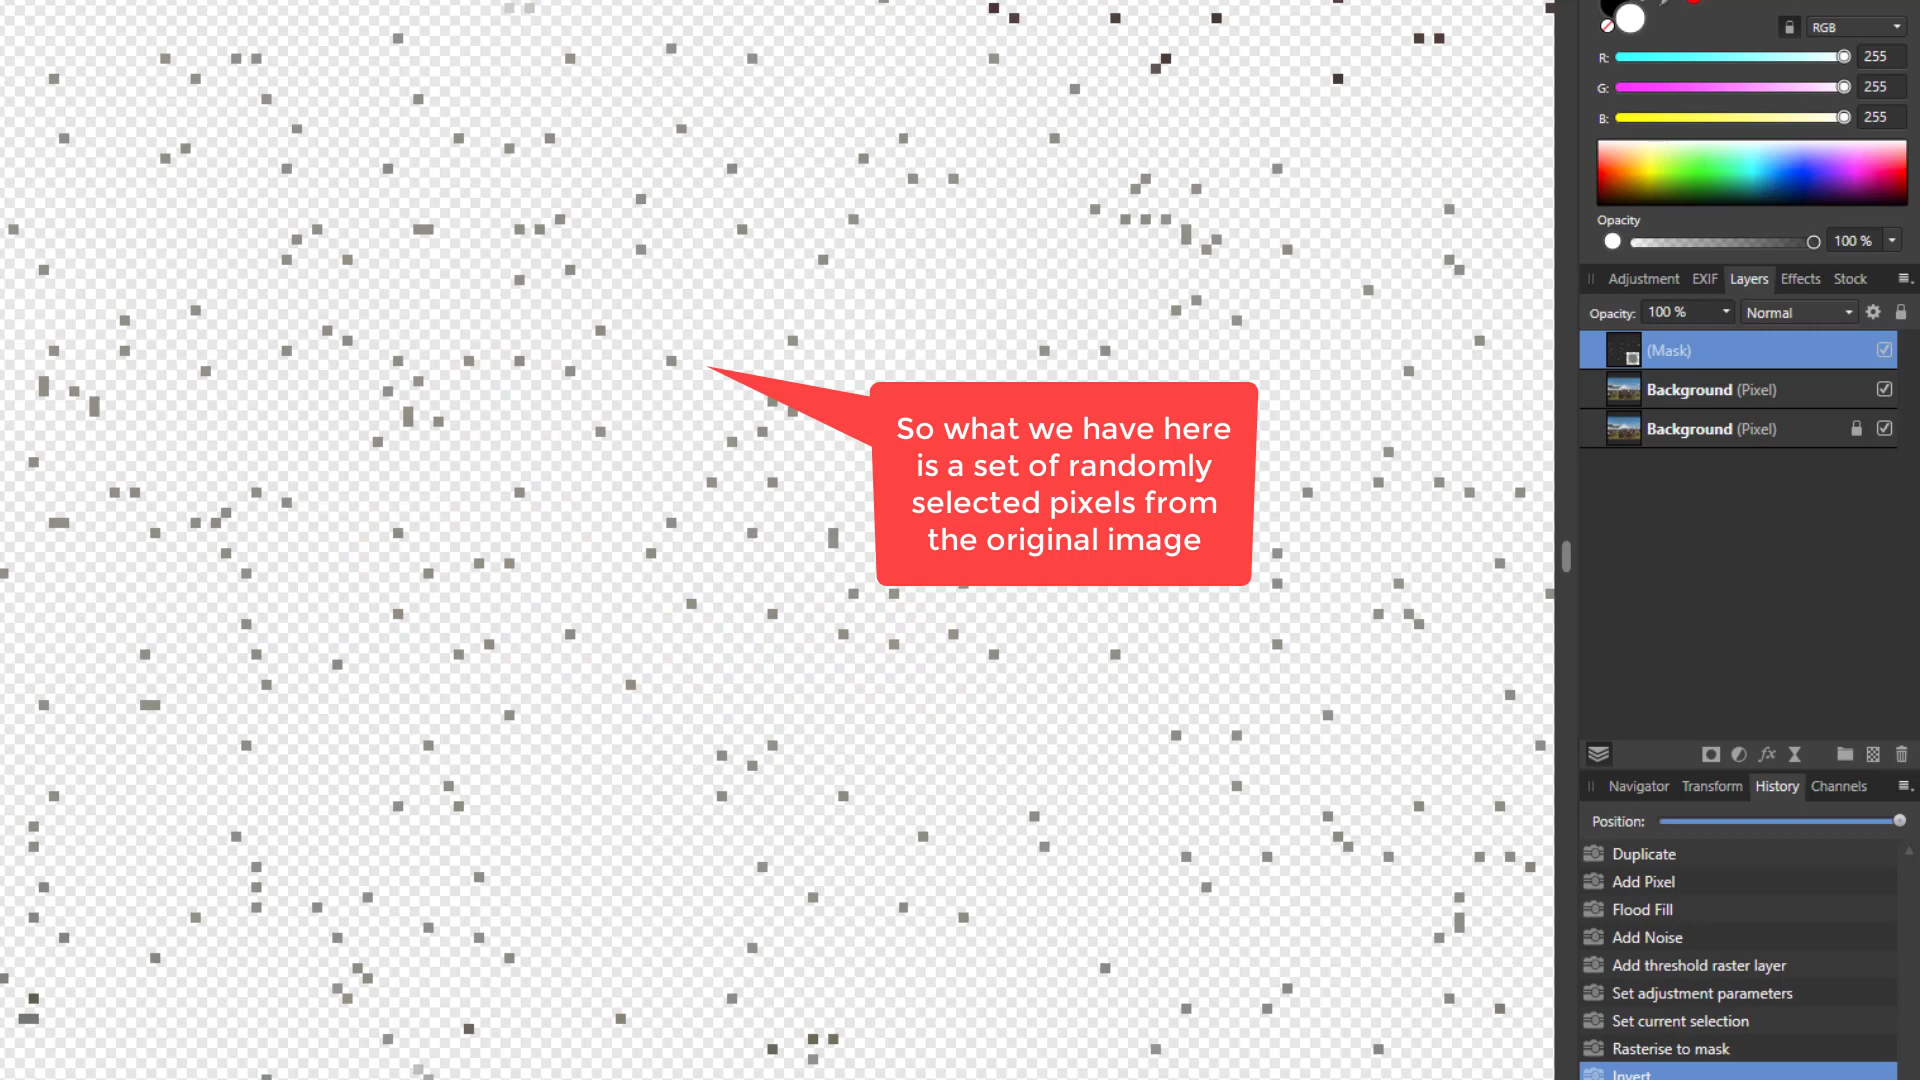 RGB
R: 255
G: 255
B: 255
Opacity
100 %
Adjustment EXIF Layers Effects Stock
Opacity: 100 % Normal
(Mask)
Background (Pixel)
Background (Pixel)
So what we have here
is a set of randomly
selected pixels from
the original image
fx
Navigator Transform History Channels
Position:
Duplicate
Add Pixel
Flood Fill
Add Noise
Add threshold raster layer
Set adjustment parameters
Set current selection
Rasterise to mask
Invert